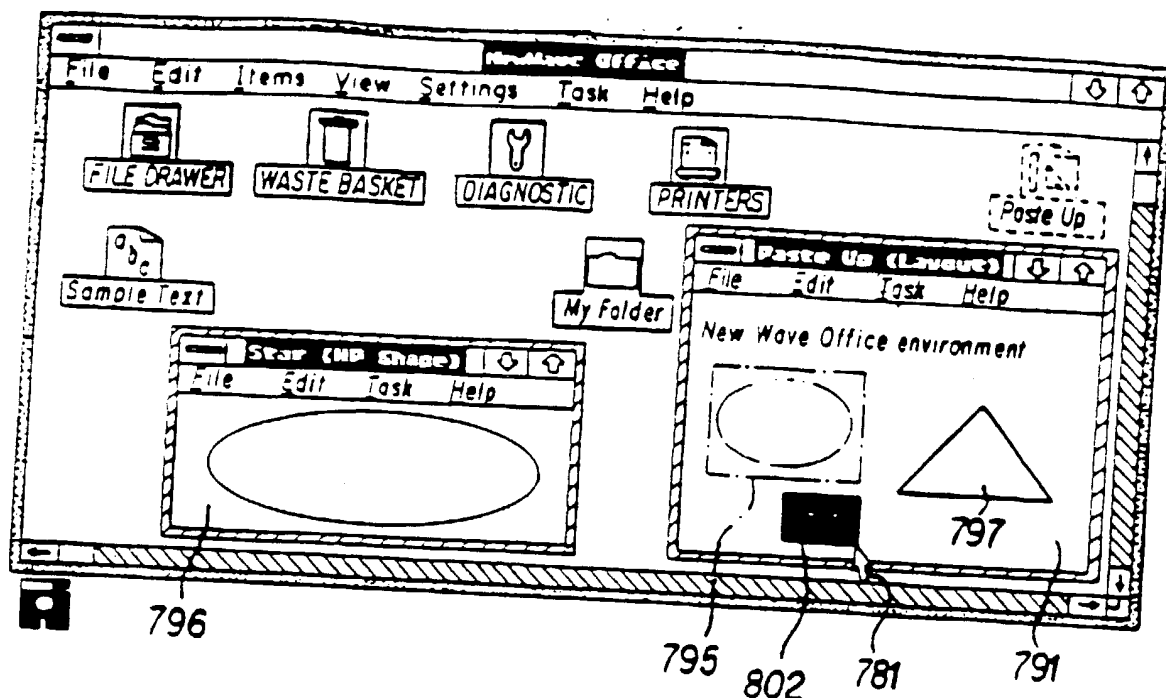 Office
File Edit Items View Settings Task Help
FILE DRAWER WASTE BASKET DIAGNOSTIC PRINTERS Paste Up
abc
Sample Text My Folder
Paste Up (Layout)
File Edit Task Help
New Wave Office environment
Star (HP Shape)
File Edit Task Help
797
796 795 802 781 791